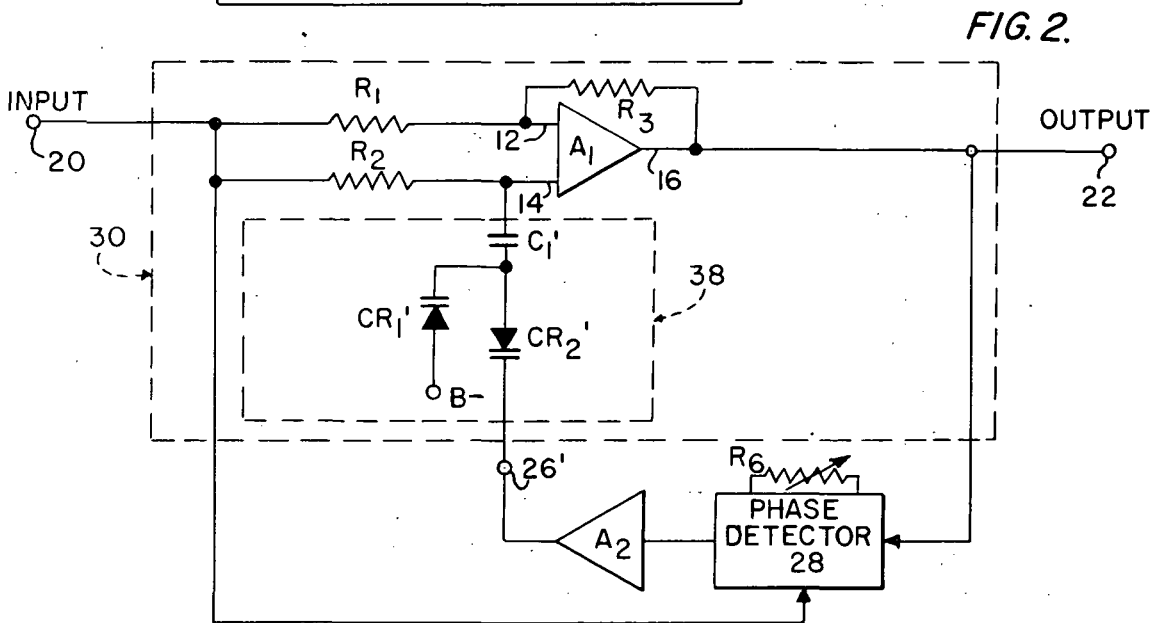 FIG. 2.
INPUT
20
R1
R2
12
14
R3
A1
16
OUTPUT
22
30
C1'
38
CR1'
CR2'
B-
26'
A2
R6
PHASE
DETECTOR
28